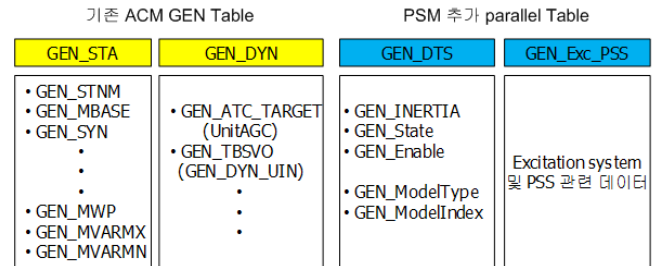 기존 ACM GEN Table
PSM 추가 parallel Table
GEN_STA
GEN_DYN
GEN_DTS
GEN_Exc_PSS
• GEN_STNM
• GEN_MBASE
• GEN_SYN
•
•
•
• GEN_MWP
• GEN_MVARMX
• GEN_MVARMN
• GEN_ATC_TARGET
(UnitAGC)
• GEN_TBSVO
(GEN_DYN_UIN)
•
•
•
• GEN_INERTIA
• GEN_State
• GEN_Enable
• GEN_ModelType
• GEN_ModelIndex
Excitation system
및 PSS 관련 데이터